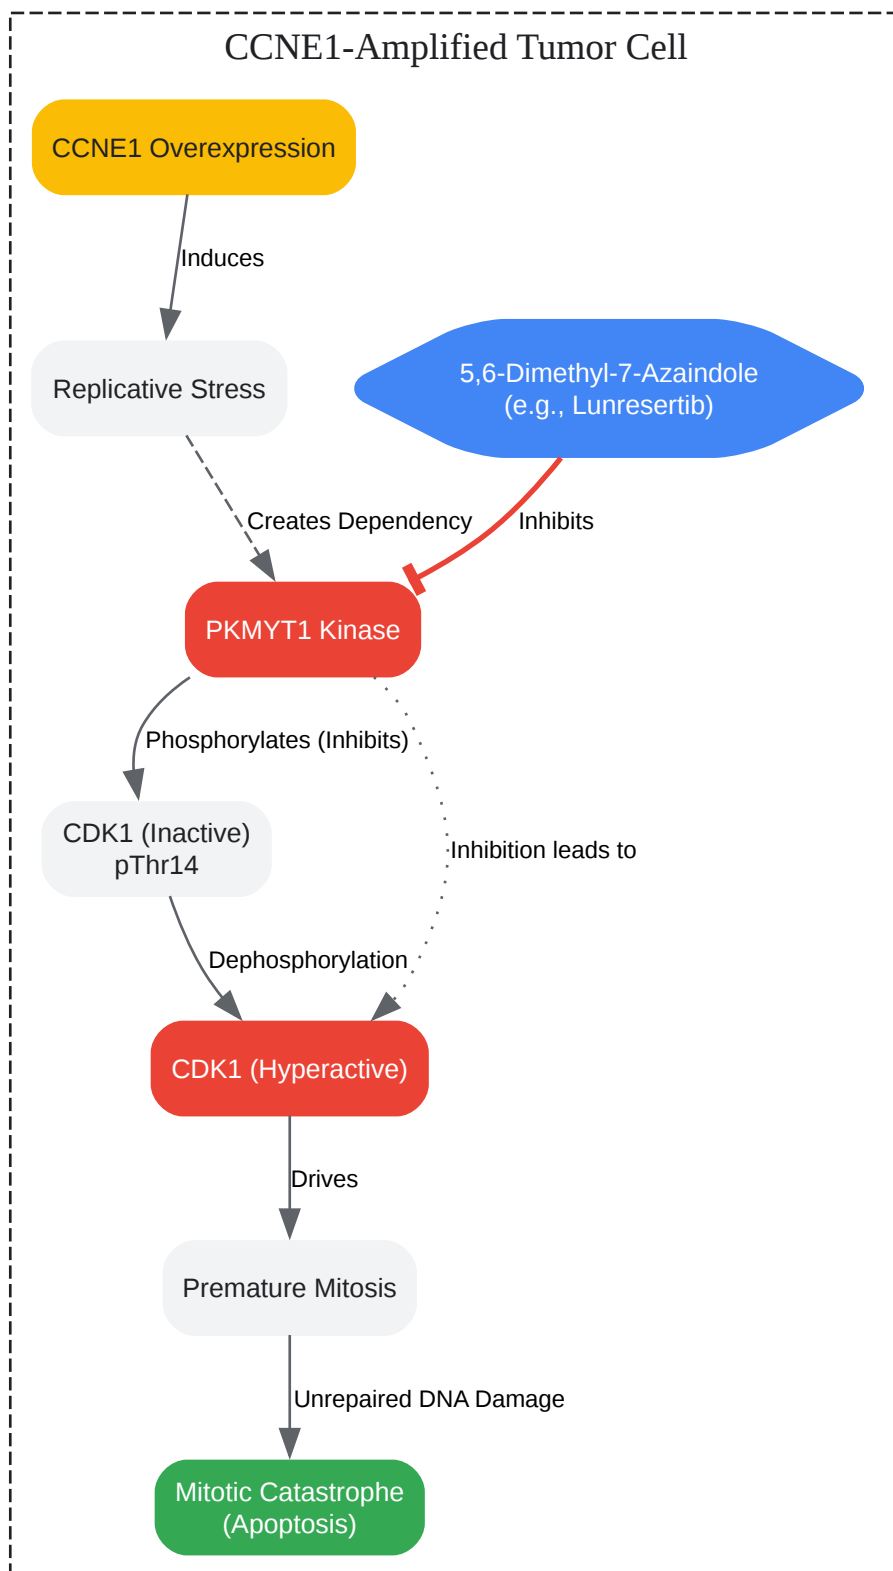 CCNE1-Amplified Tumor Cell
CCNE1 Overexpression
Induces
Replicative Stress
5,6-Dimethyl-7-Azaindole
(e.g., Lunresertib)
Creates Dependency
Inhibits
PKMYT1 Kinase
Phosphorylates (Inhibits)
CDK1 (Inactive)
pThr14
Inhibition leads to
Dephosphorylation
CDK1 (Hyperactive)
Drives
Premature Mitosis
Unrepaired DNA Damage
Mitotic Catastrophe
(Apoptosis)